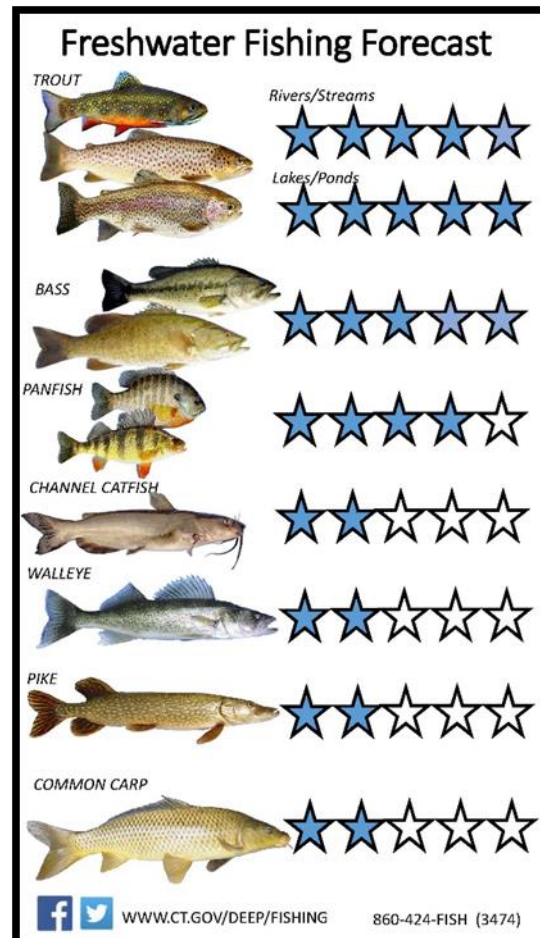 Freshwater Fishing Forecast
TROUT
Rivers/Streams
Lakes/Ponds
BASS
PANFISH
CHANNEL CATFISH
WALLEYE
PIKE
COMMON CARP
WWW.CT.GOV/DEEP/FISHING 860-424-FISH (3474)